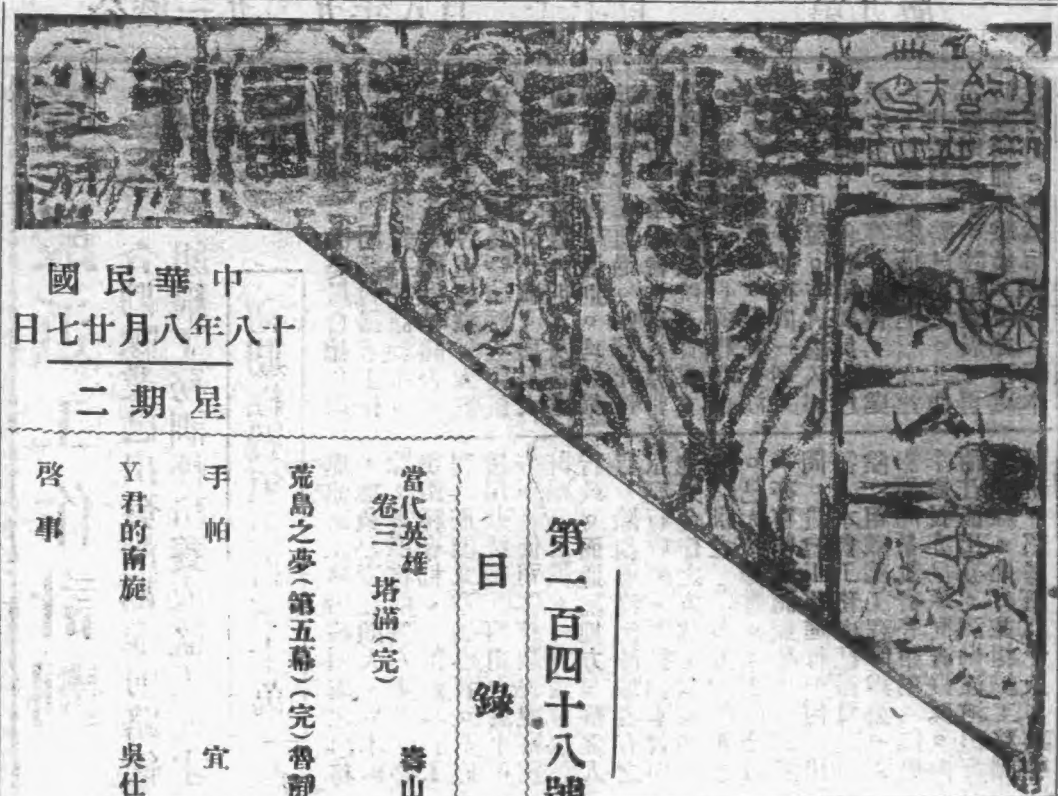 中華民國
十八年八月廿七日
星期二
第一百四十八號
目錄
當代英雄
卷三 塔滿（完） 壽山
荒島之夢（第五幕）（完） 魯靜
手帕 宜
Y君的南旋 吳仕
啓事